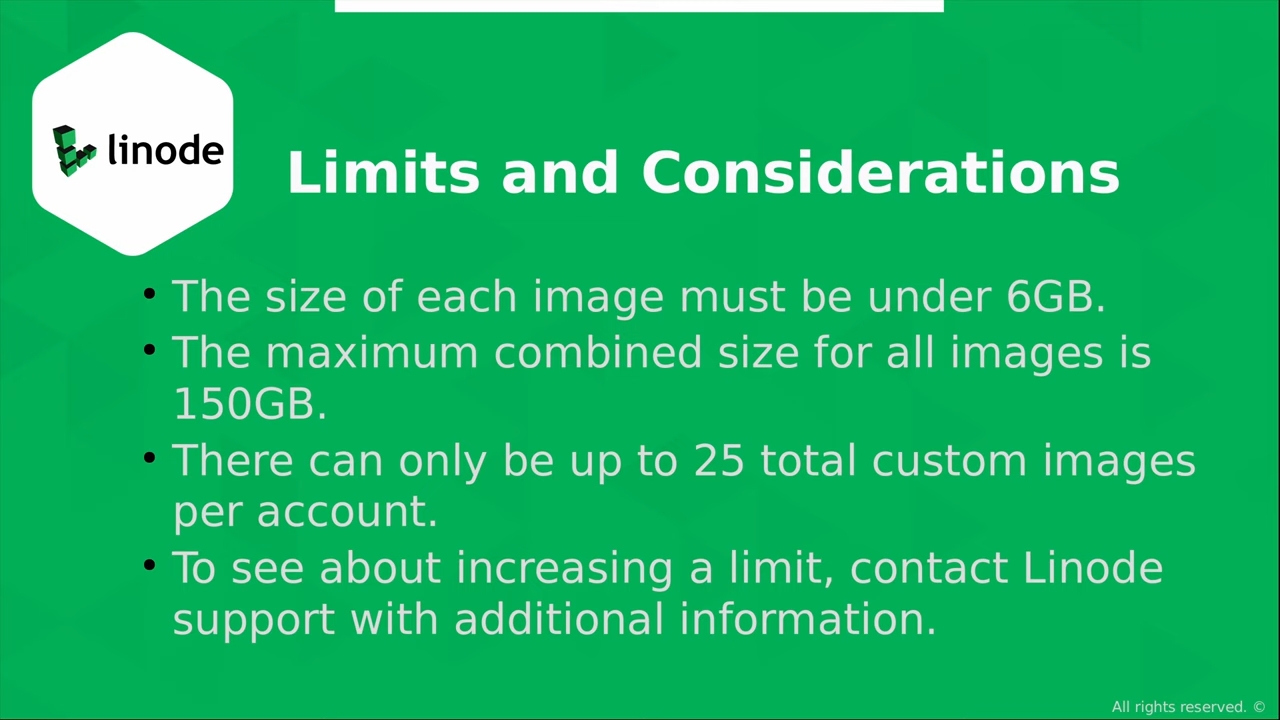 linode
Limits and Considerations
• The size of each image must be under 6GB.
• The maximum combined size for all images is
150GB.
• There can only be up to 25 total custom images
per account.
• To see about increasing a limit, contact Linode
support with additional information.
All rights reserved. ©